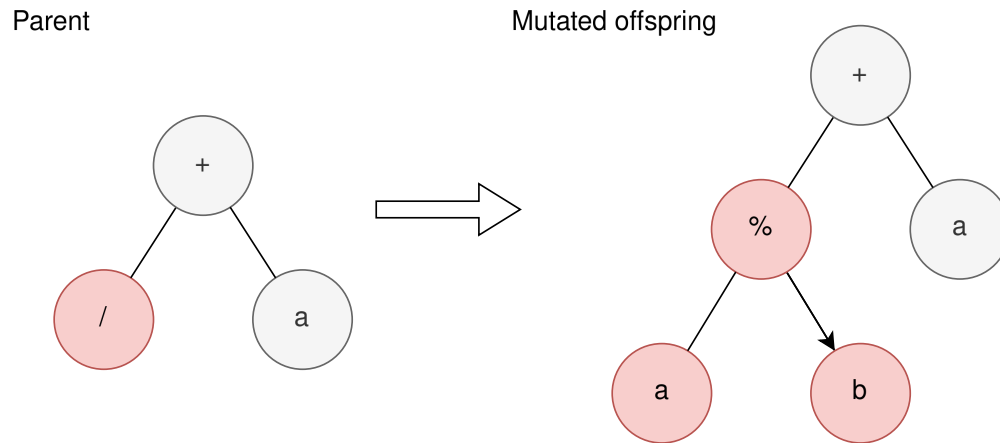 Parent
Mutated offspring
+
/
a
+
%
a
a
b